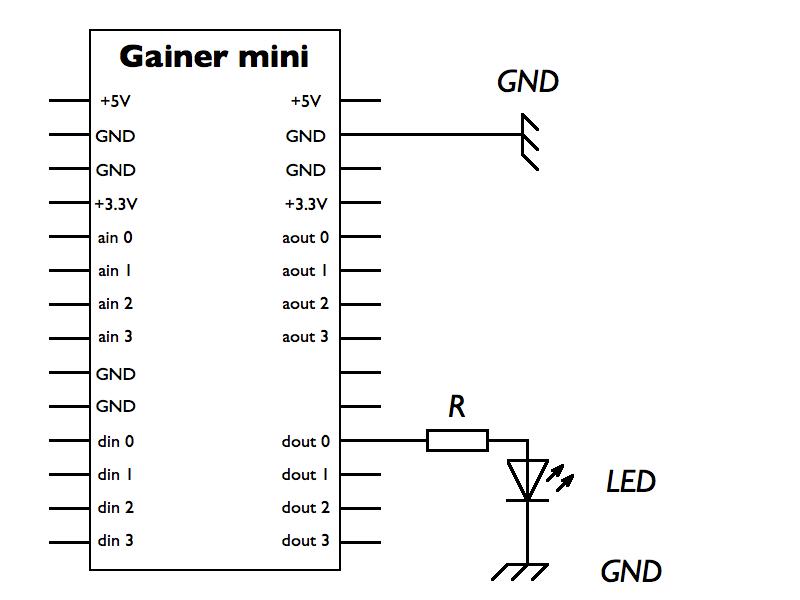 Gainer mini
GND
+5V +5V
GND GND
GND GND
+3.3V +3.3V
ain 0 aout 0
ain 1 aout 1
ain 2 aout 2
ain 3 aout 3
GND
GND
R
din 0 dout 0
din 1 dout 1
LED
din 2 dout 2
din 3 dout 3
GND